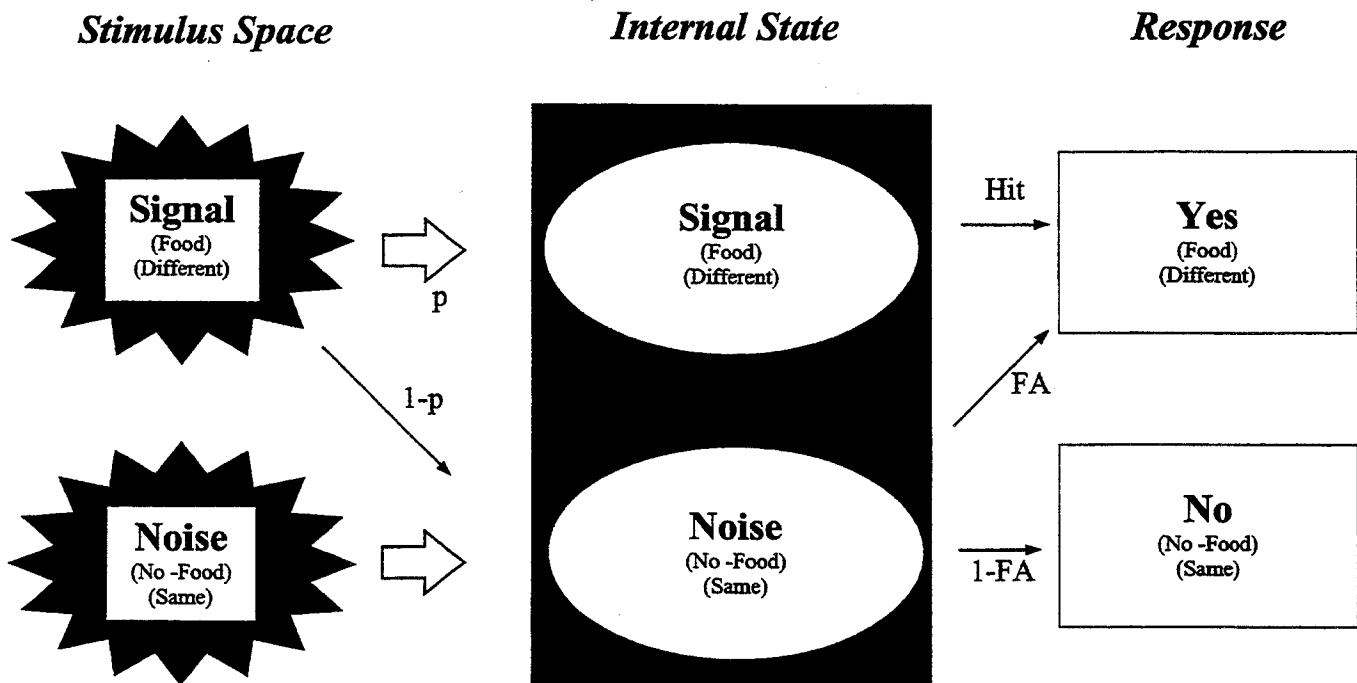 Stimulus Space
Internal State
Response
Signal
(Food)
(Different)
p
1-p
Noise
(No -Food)
(Same)
Signal
(Food)
(Different)
Noise
(No -Food)
(Same)
Hit
FA
1-FA
Yes
(Food)
(Different)
No
(No -Food)
(Same)